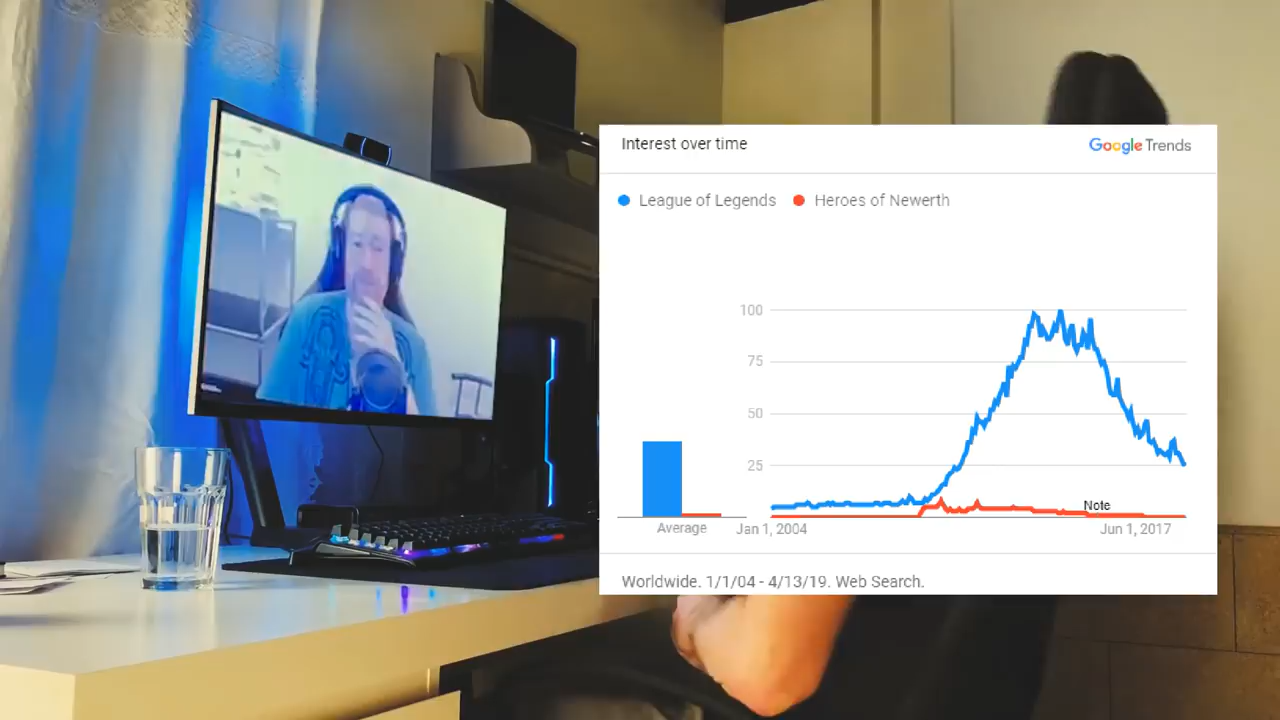 Interest over time
Google Trends
League of Legends
Heroes of Newerth
100
75
50
25
Note
Average
Jan 1, 2004
Jun 1, 2017
Worldwide. 1/1/04 - 4/13/19. Web Search.